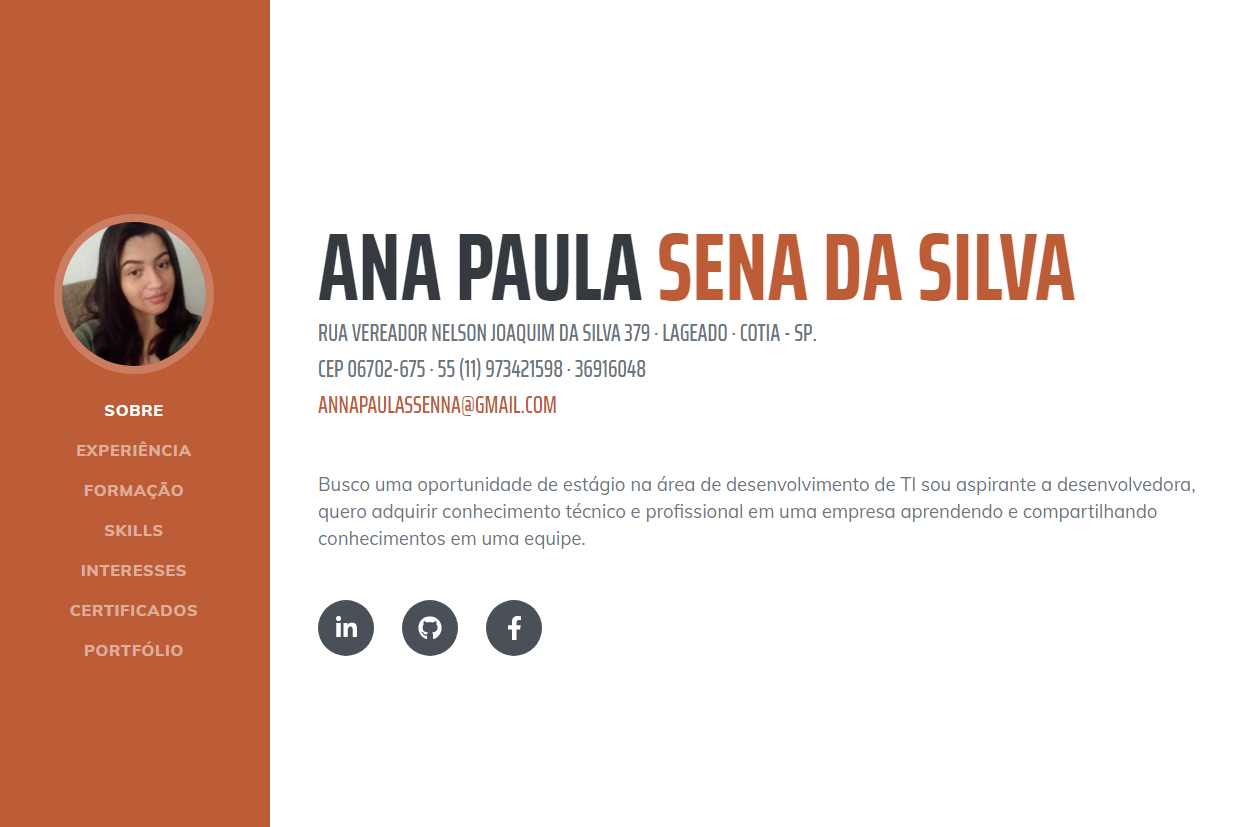 SOBRE
EXPERIÊNCIA
FORMAÇÃO
SKILLS
INTERESSES
CERTIFICADOS
PORTFÓLIO
ANA PAULA SENA DA SILVA
RUA VEREADOR NELSON JOAQUIM DA SILVA 379 · LAGEADO · COTIA - SP.
CEP 06702-675 · 55 (11) 973421598 · 36916048
ANNAPAULASSENNA@GMAIL.COM
Busco uma oportunidade de estágio na área de desenvolvimento de TI sou aspirante a desenvolvedora,
quero adquirir conhecimento técnico e profissional em uma empresa aprendendo e compartilhando
conhecimentos em uma equipe.